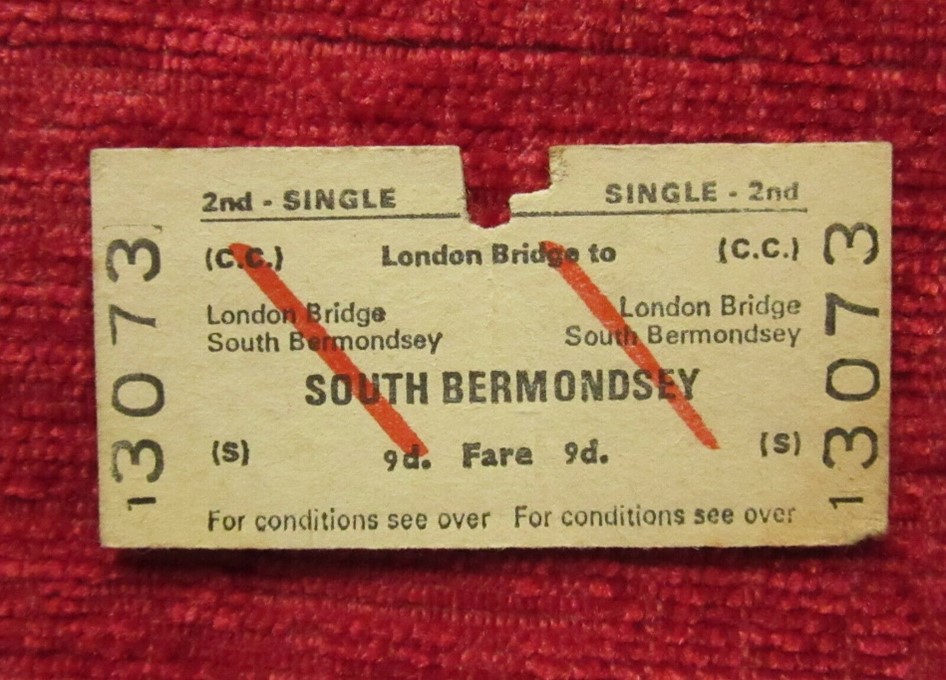 2nd - SINGLE SINGLE - 2nd
(C.C.) London Bridge to (C.C.)
London Bridge London Bridge
South Bermondsey South Bermondsey
SOUTH BERMONDSEY
(S) 9d. Fare 9d. (S)
For conditions see over For conditions see over
13073
13073